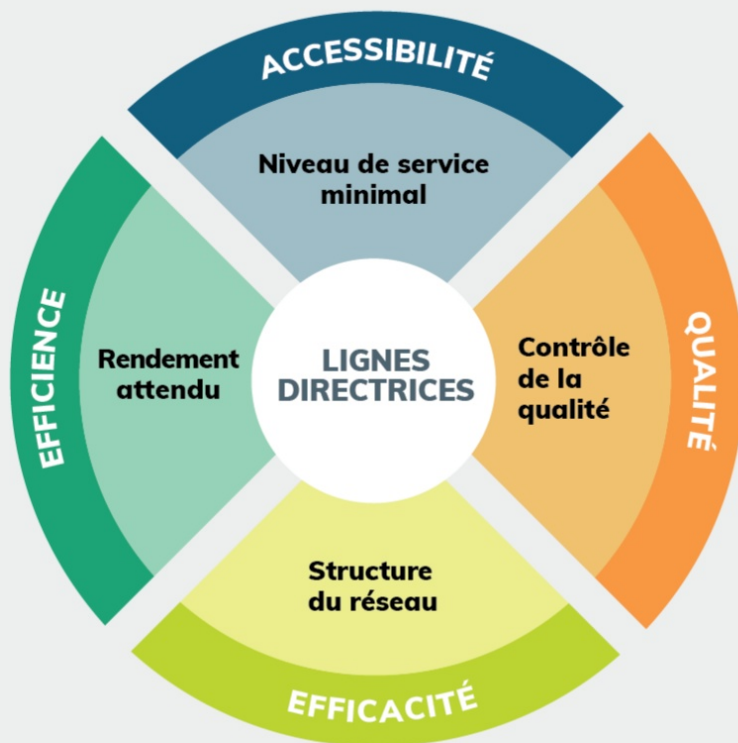 ACCESSIBILITÉ
Niveau de service
minimal
EFFICIENCE
Rendement
attendu
LIGNES
DIRECTRICES
Contrôle
de la
qualité
QUALITÉ
Structure
du réseau
EFFICACITÉ